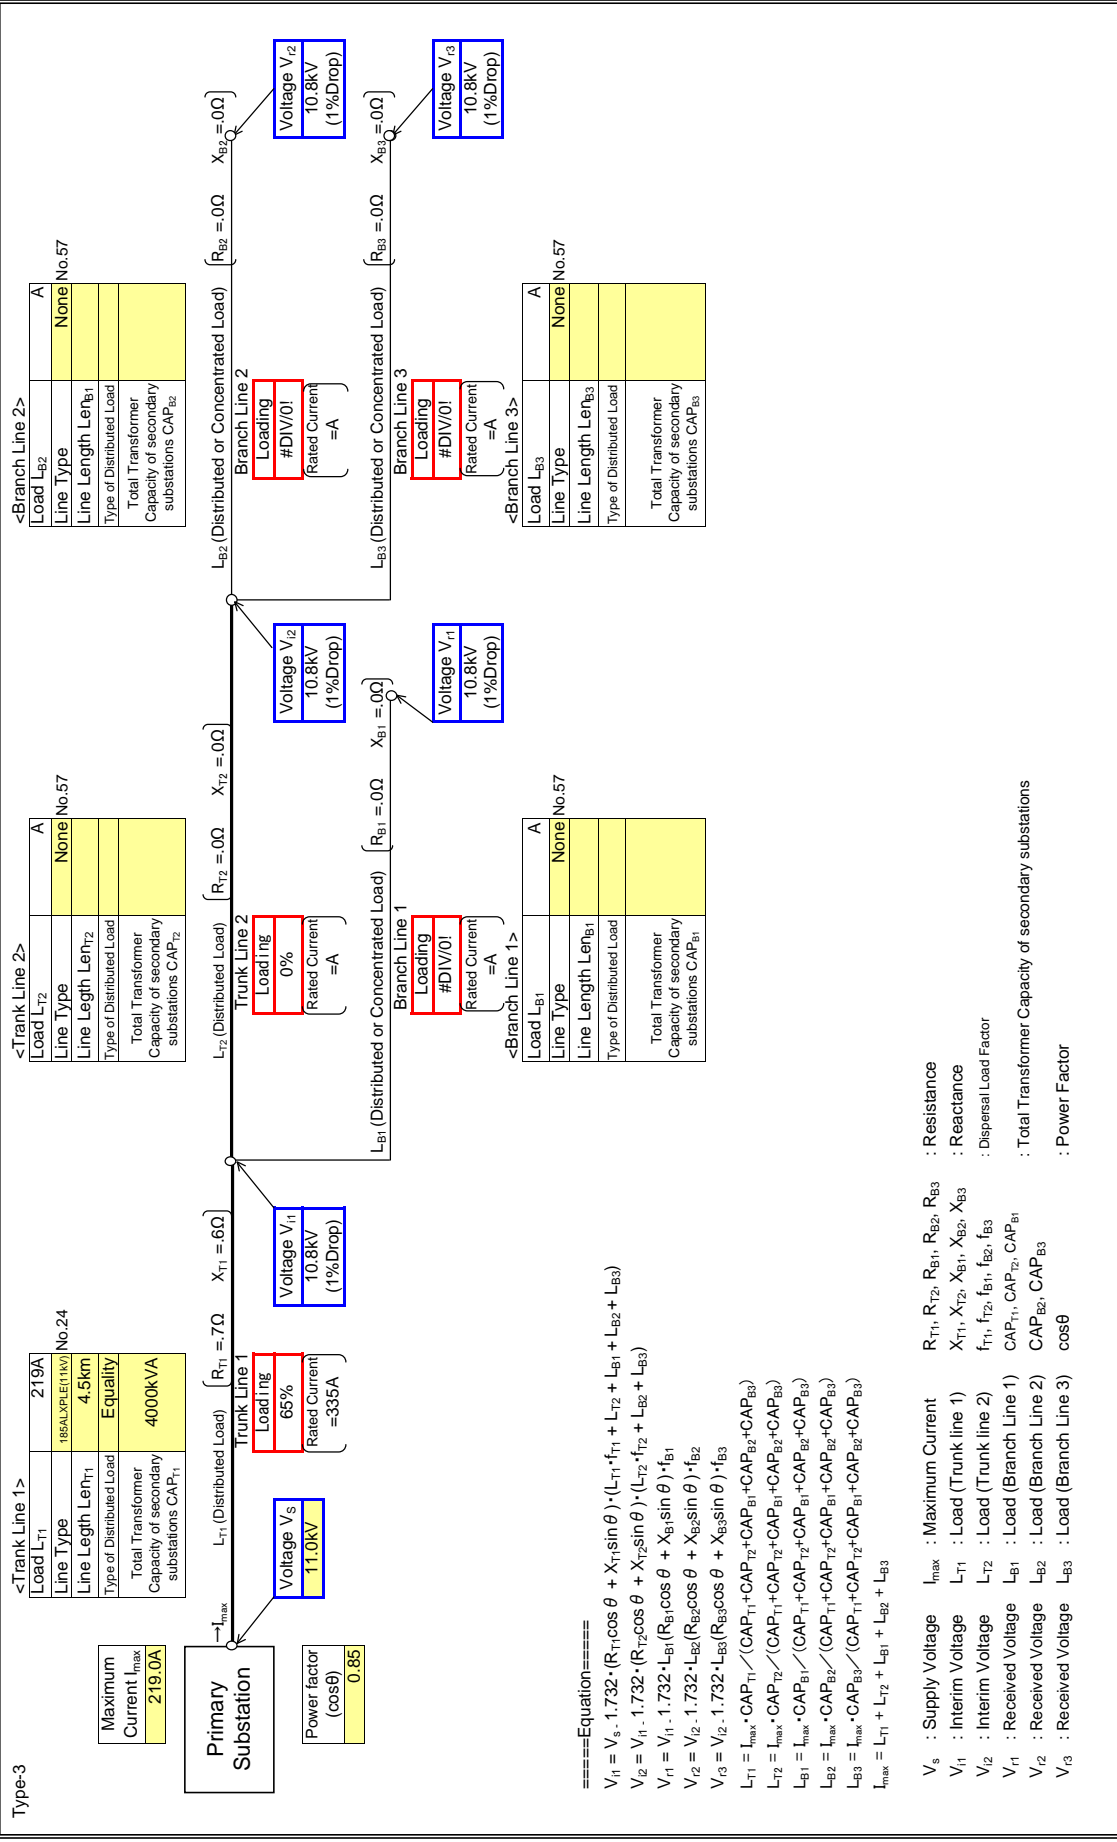 Type-3
Maximum
Current Imax
219.0A
Primary
Substation
Power factor
(cosθ)
0.85
→Imax
Voltage VS
11.0kV
<Trank Line 1>
Load LT1 219A
Line Type 185ALXPLE(11kV) No.24
Line Legth LenT1 4.5km
Type of Distributed Load Equality
Total Transformer
Capacity of secondary
substations CAPT1
4000kVA
LT1 (Distributed Load) RT1 =.7Ω XT1 =.6Ω
Trunk Line 1
Loading
65%
Rated Current
=335A
Voltage Vi1
10.8kV
(1%Drop)
<Trank Line 2>
Load LT2 A
Line Type None No.57
Line Legth LenT2
Type of Distributed Load
Total Transformer
Capacity of secondary
substations CAPT2
LT2 (Distributed Load) RT2 =.0Ω XT2 =.0Ω
Trunk Line 2
Loading
0%
Rated Current
=A
Voltage Vi2
10.8kV
(1%Drop)
LB1 (Distributed or Concentrated Load) RB1 =.0Ω XB1 =.0Ω
Branch Line 1
Loading
#DIV/0!
Rated Current
=A
Voltage Vr1
10.8kV
(1%Drop)
<Branch Line 1>
Load LB1 A
Line Type None No.57
Line Length LenB1
Type of Distributed Load
Total Transformer
Capacity of secondary
substations CAPB1
<Branch Line 2>
Load LB2 A
Line Type None No.57
Line Length LenB1
Type of Distributed Load
Total Transformer
Capacity of secondary
substations CAPB2
LB2 (Distributed or Concentrated Load) RB2 =.0Ω XB2 =.0Ω
Branch Line 2
Loading
#DIV/0!
Rated Current
=A
Voltage Vr2
10.8kV
(1%Drop)
LB3 (Distributed or Concentrated Load) RB3 =.0Ω XB3 =.0Ω
Branch Line 3
Loading
#DIV/0!
Rated Current
=A
Voltage Vr3
10.8kV
(1%Drop)
<Branch Line 3>
Load LB3 A
Line Type None No.57
Line Length LenB3
Type of Distributed Load
Total Transformer
Capacity of secondary
substations CAPB3
=====Equation=====
Vi1 = Vs - 1.732・(RT1cos θ + XT1sin θ)・(LT1・fT1 + LT2 + LB1 + LB2 + LB3)
Vi2 = Vi1 - 1.732・(RT2cos θ + XT2sin θ)・(LT2・fT2 + LB2 + LB3)
Vr1 = Vi1 - 1.732・LB1(RB1cos θ + XB1sin θ)・fB1
Vr2 = Vi2 - 1.732・LB2(RB2cos θ + XB2sin θ)・fB2
Vr3 = Vi2 - 1.732・LB3(RB3cos θ + XB3sin θ)・fB3
LT1 = Imax・CAPT1／(CAPT1+CAPT2+CAPB1+CAPB2+CAPB3)
LT2 = Imax・CAPT2／(CAPT1+CAPT2+CAPB1+CAPB2+CAPB3)
LB1 = Imax・CAPB1／(CAPT1+CAPT2+CAPB1+CAPB2+CAPB3)
LB2 = Imax・CAPB2／(CAPT1+CAPT2+CAPB1+CAPB2+CAPB3)
LB3 = Imax・CAPB3／(CAPT1+CAPT2+CAPB1+CAPB2+CAPB3)
Imax = LT1 + LT2 + LB1 + LB2 + LB3
Vs : Supply Voltage Imax : Maximum Current RT1, RT2, RB1, RB2, RB3 : Resistance
Vi1 : Interim Voltage LT1 : Load (Trunk line 1) XT1, XT2, XB1, XB2, XB3 : Reactance
Vi2 : Interim Voltage LT2 : Load (Trunk line 2) fT1, fT2, fB1, fB2, fB3 : Dispersal Load Factor
Vr1 : Received Voltage LB1 : Load (Branch Line 1) CAPT1, CAPT2, CAPB1 : Total Transformer Capacity of secondary substations
Vr2 : Received Voltage LB2 : Load (Branch Line 2) CAPB2, CAPB3
Vr3 : Received Voltage LB3 : Load (Branch Line 3) cosθ : Power Factor